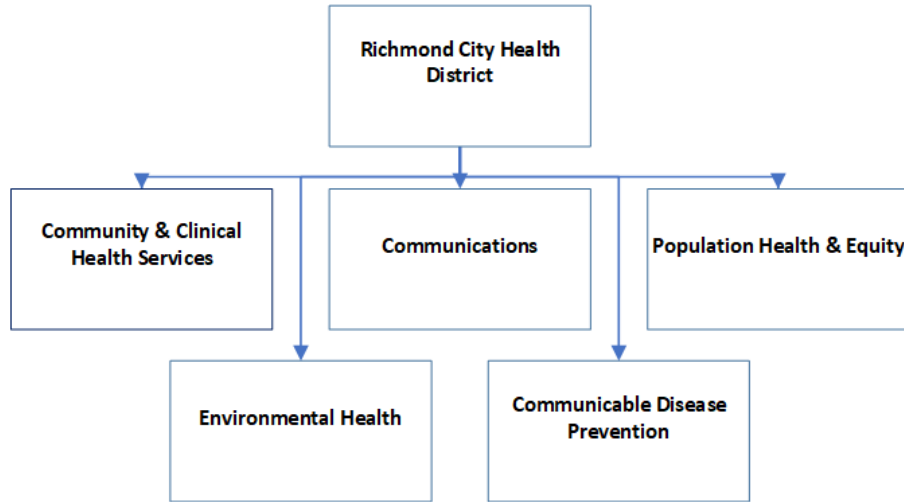 Richmond City Health
District
Community & Clinical
Health Services
Communications
Population Health & Equity
Environmental Health
Communicable Disease
Prevention